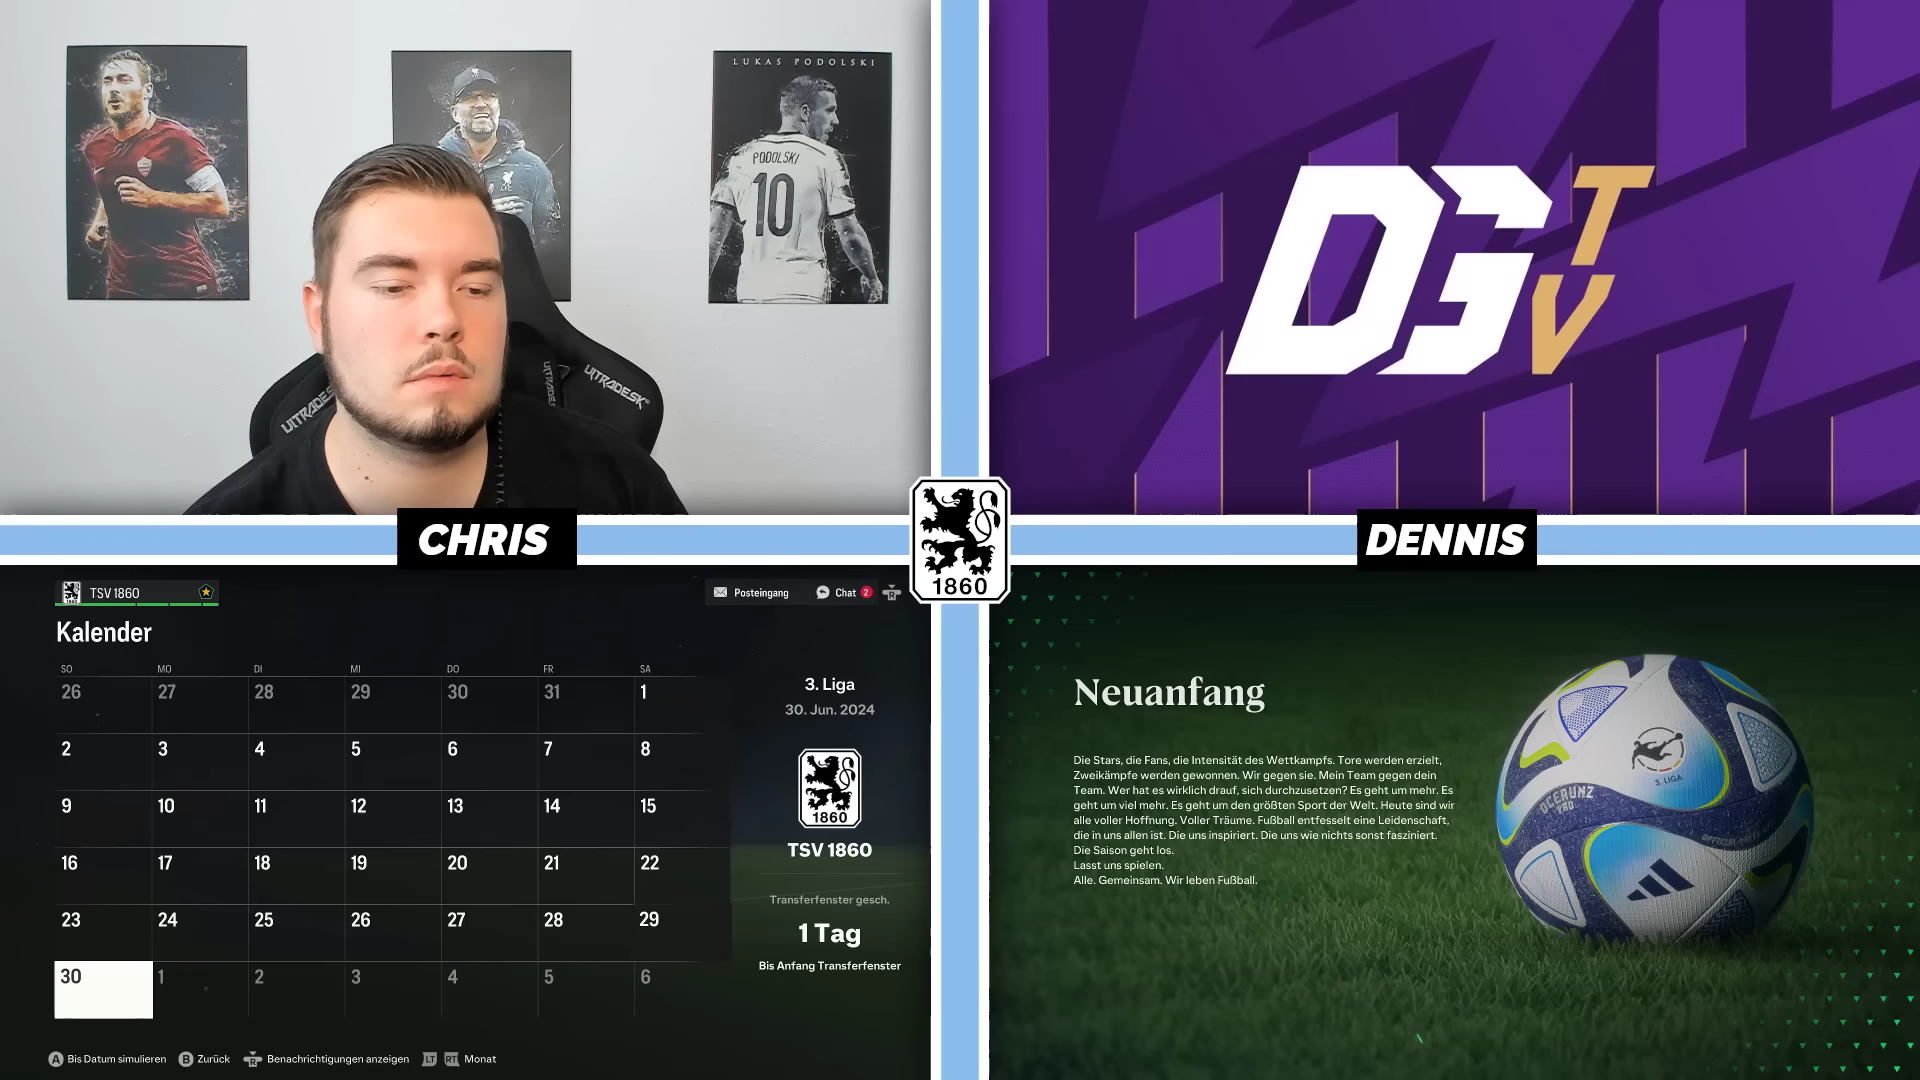 LUKAS PODOLSKI
PODOLSKI
10
ULTRADESK
ULTRADESK
ULTRADESK
DG
TV
CHRIS
1860
DENNIS
TSV 1860
Posteingang
Chat 2
R
Kalender
SO MO DI MI DO FR SA
26 27 28 29 30 31 1
2 3 4 5 6 7 8
9 10 11 12 13 14 15
16 17 18 19 20 21 22
23 24 25 26 27 28 29
30 1 2 3 4 5 6
3. Liga
30. Jun. 2024
1860
TSV 1860
Transferfenster gesch.
1 Tag
Bis Anfang Transferfenster
A Bis Datum simulieren B Zurück R Benachrichtigungen anzeigen LT RT Monat
Neuanfang
Die Stars, die Fans, die Intensität des Wettkampfs. Tore werden erzielt,
Zweikämpfe werden gewonnen. Wir gegen sie. Mein Team gegen dein
Team. Wer hat es wirklich drauf, sich durchzusetzen? Es geht um mehr. Es
geht um viel mehr. Es geht um den größten Sport der Welt. Heute sind wir
alle voller Hoffnung. Voller Träume. Fußball entfesselt eine Leidenschaft,
die in uns allen ist. Die uns inspiriert. Die uns wie nichts sonst fasziniert.
Die Saison geht los.
Lasst uns spielen.
Alle. Gemeinsam. Wir leben Fußball.
3. LIGA
OCEAUNZ
PRO